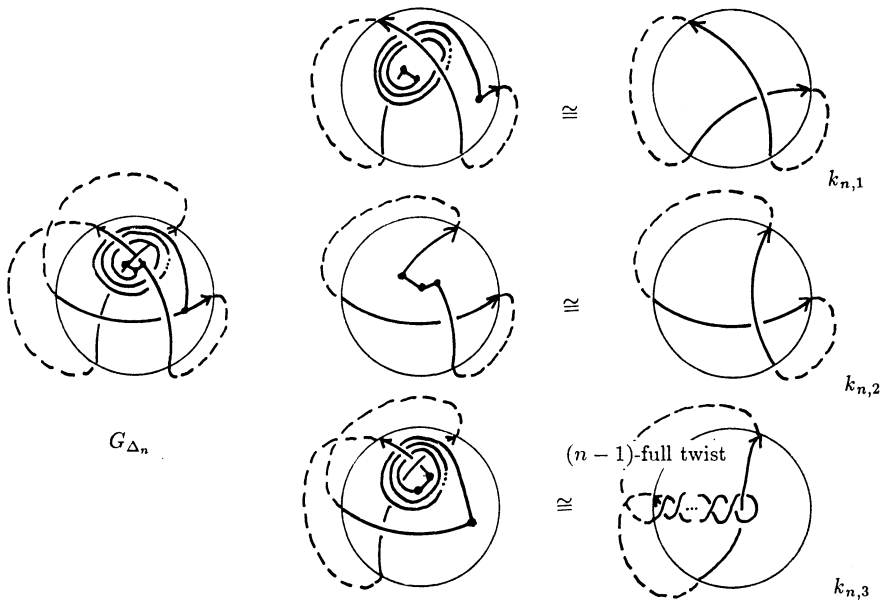 ≅
k_{n,1}
≅
k_{n,2}
G_{Δ_n}
(n − 1)-full twist
≅
k_{n,3}